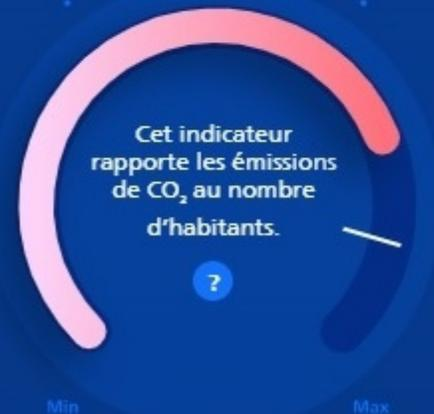 Cet indicateur
rapporte les émissions
de CO₂ au nombre
d'habitants.
?
Min
Max